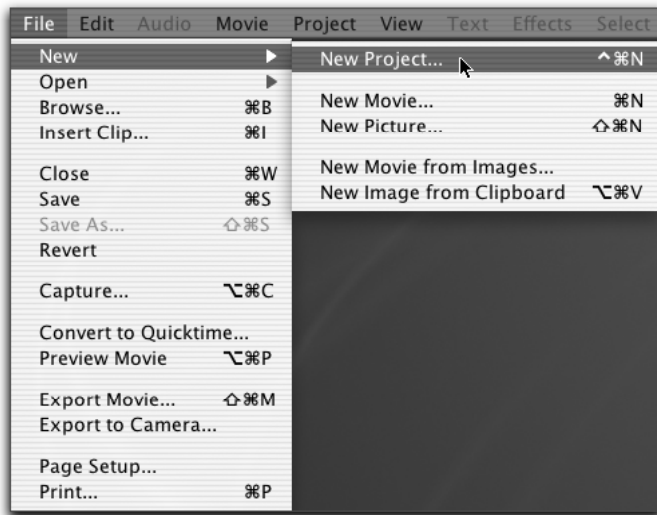 File Edit Audio Movie Project View Text Effects Select
New
Open
Browse... ⌘B
Insert Clip... ⌘I
Close ⌘W
Save ⌘S
Save As... ⇧⌘S
Revert
Capture... ⌥⌘C
Convert to Quicktime...
Preview Movie ⌥⌘P
Export Movie... ⇧⌘M
Export to Camera...
Page Setup...
Print... ⌘P
New Project... ^⌘N
New Movie... ⌘N
New Picture... ⇧⌘N
New Movie from Images...
New Image from Clipboard ⌥⌘V